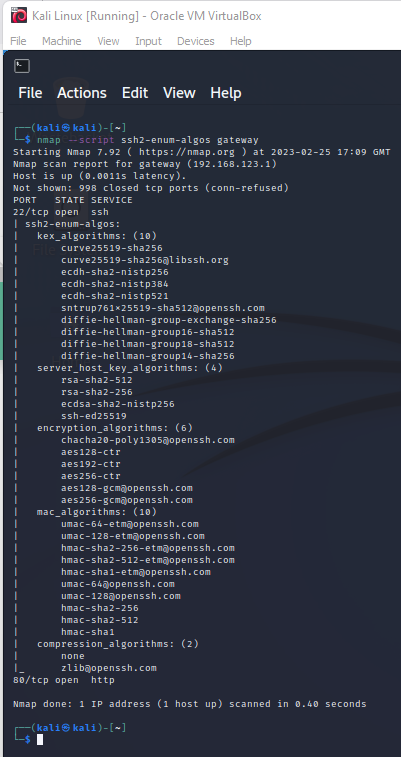 Kali Linux [Running] - Oracle VM VirtualBox
File Machine View Input Devices Help
File Actions Edit View Help
┌──(kali㉿kali)-[~]
└─$ nmap --script ssh2-enum-algos gateway
Starting Nmap 7.92 ( https://nmap.org ) at 2023-02-25 17:09 GMT
Nmap scan report for gateway (192.168.123.1)
Host is up (0.0011s latency).
Not shown: 998 closed tcp ports (conn-refused)
PORT   STATE SERVICE
22/tcp open  ssh
| ssh2-enum-algos:
|   kex_algorithms: (10)
|       curve25519-sha256
|       curve25519-sha256@libssh.org
|       ecdh-sha2-nistp256
|       ecdh-sha2-nistp384
|       ecdh-sha2-nistp521
|       sntrup761x25519-sha512@openssh.com
|       diffie-hellman-group-exchange-sha256
|       diffie-hellman-group16-sha512
|       diffie-hellman-group18-sha512
|       diffie-hellman-group14-sha256
|   server_host_key_algorithms: (4)
|       rsa-sha2-512
|       rsa-sha2-256
|       ecdsa-sha2-nistp256
|       ssh-ed25519
|   encryption_algorithms: (6)
|       chacha20-poly1305@openssh.com
|       aes128-ctr
|       aes192-ctr
|       aes256-ctr
|       aes128-gcm@openssh.com
|       aes256-gcm@openssh.com
|   mac_algorithms: (10)
|       umac-64-etm@openssh.com
|       umac-128-etm@openssh.com
|       hmac-sha2-256-etm@openssh.com
|       hmac-sha2-512-etm@openssh.com
|       hmac-sha1-etm@openssh.com
|       umac-64@openssh.com
|       umac-128@openssh.com
|       hmac-sha2-256
|       hmac-sha2-512
|       hmac-sha1
|   compression_algorithms: (2)
|       none
|_      zlib@openssh.com
80/tcp open  http
Nmap done: 1 IP address (1 host up) scanned in 0.40 seconds
┌──(kali㉿kali)-[~]
└─$